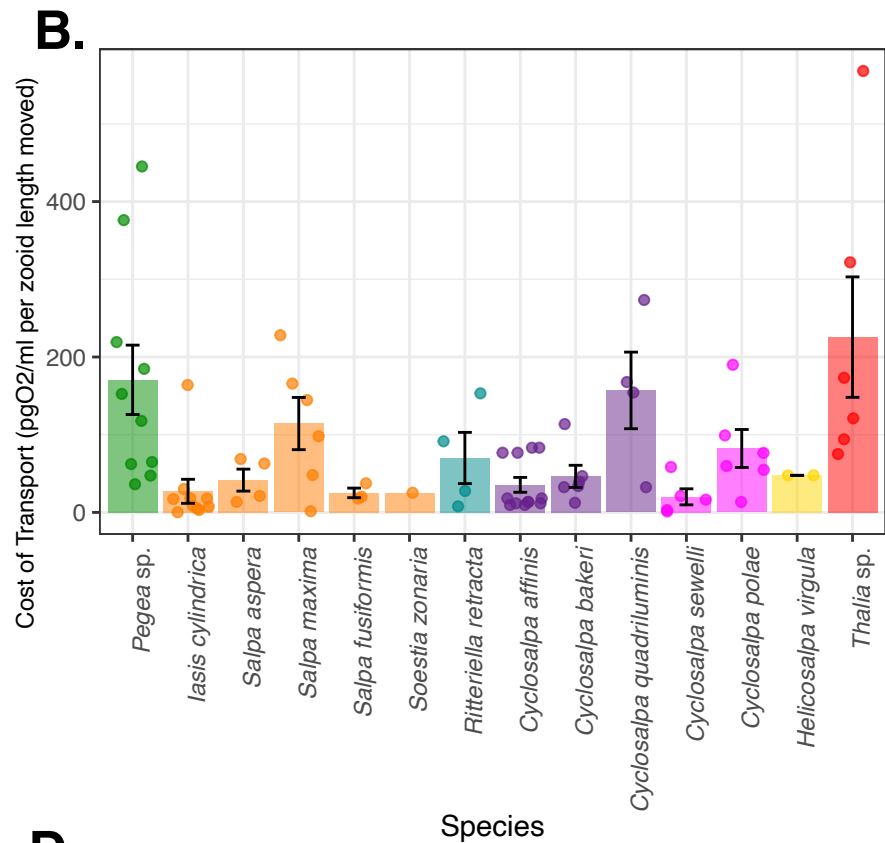 B.
Cost of Transport (pgO2/ml per zooid length moved)
400
200
0
Pegea sp.
Iasis cylindrica
Salpa aspera
Salpa maxima
Salpa fusiformis
Soestia zonaria
Ritteriella retracta
Cyclosalpa affinis
Cyclosalpa bakeri
Cyclosalpa quadriluminis
Cyclosalpa sewelli
Cyclosalpa polae
Helicosalpa virgula
Thalia sp.
Species